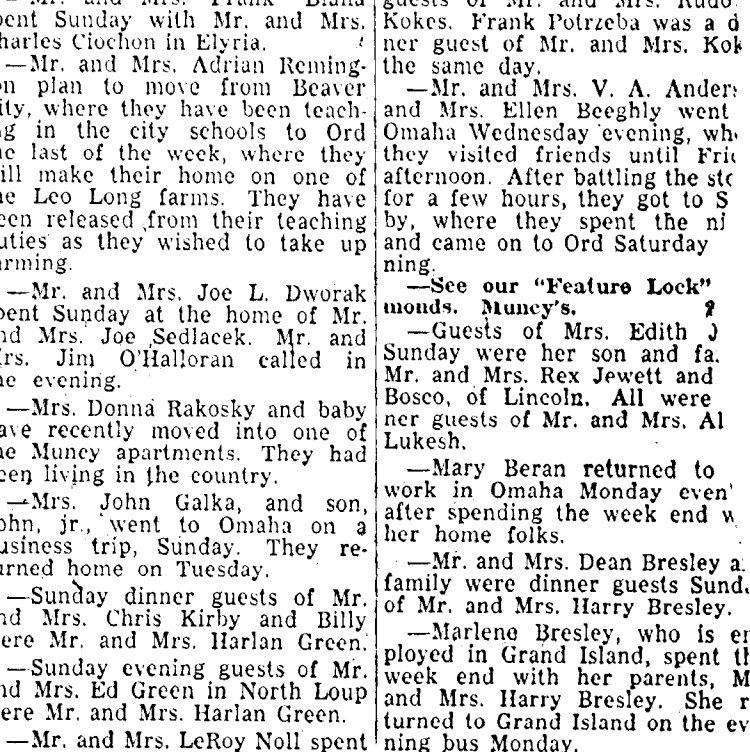 —Mr. and Mrs. Frank
pent Sunday with Mr. and Mrs.
harles Ciochon in Elyria.
—Mr. and Mrs. Adrian Reming-
on plan to move from Beaver
ity, where they have been teach-
ng in the city schools to Ord
he last of the week, where they
ill make their home on one of
he Leo Long farms. They have
een released from their teaching
uties as they wished to take up
arming.
—Mr. and Mrs. Joe L. Dworak
pent Sunday at the home of Mr.
nd Mrs. Joe Sedlacek. Mr. and
rs. Jim O'Halloran called in
he evening.
—Mrs. Donna Rakosky and baby
ave recently moved into one of
he Muncy apartments. They had
een living in the country.
—Mrs. John Galka, and son,
ohn, jr., went to Omaha on a
usiness trip, Sunday. They re-
urned home on Tuesday.
—Sunday dinner guests of Mr.
nd Mrs. Chris Kirby and Billy
ere Mr. and Mrs. Harlan Green.
—Sunday evening guests of Mr.
nd Mrs. Ed Green in North Loup
ere Mr. and Mrs. Harlan Green.
—Mr. and Mrs. LeRoy Noll spent
guests of Mr. and Mrs. Rudo
Kokes. Frank Potrzeba was a d
ner guest of Mr. and Mrs. Kok
the same day.
—Mr. and Mrs. V. A. Anders
and Mrs. Ellen Beeghly went
Omaha Wednesday evening, wh
they visited friends until Frid
afternoon. After battling the sto
for a few hours, they got to S
by, where they spent the ni
and came on to Ord Saturday
ning.
—See our "Feature Lock"
monds. Muncy's.
—Guests of Mrs. Edith J
Sunday were her son and fa
Mr. and Mrs. Rex Jewett and
Bosco, of Lincoln. All were
ner guests of Mr. and Mrs. Al
Lukesh.
—Mary Beran returned to
work in Omaha Monday even
after spending the week end w
her home folks.
—Mr. and Mrs. Dean Bresley a
family were dinner guests Sund
of Mr. and Mrs. Harry Bresley.
—Marlene Bresley, who is em
ployed in Grand Island, spent th
week end with her parents, M
and Mrs. Harry Bresley. She r
turned to Grand Island on the ev
ning bus Monday.